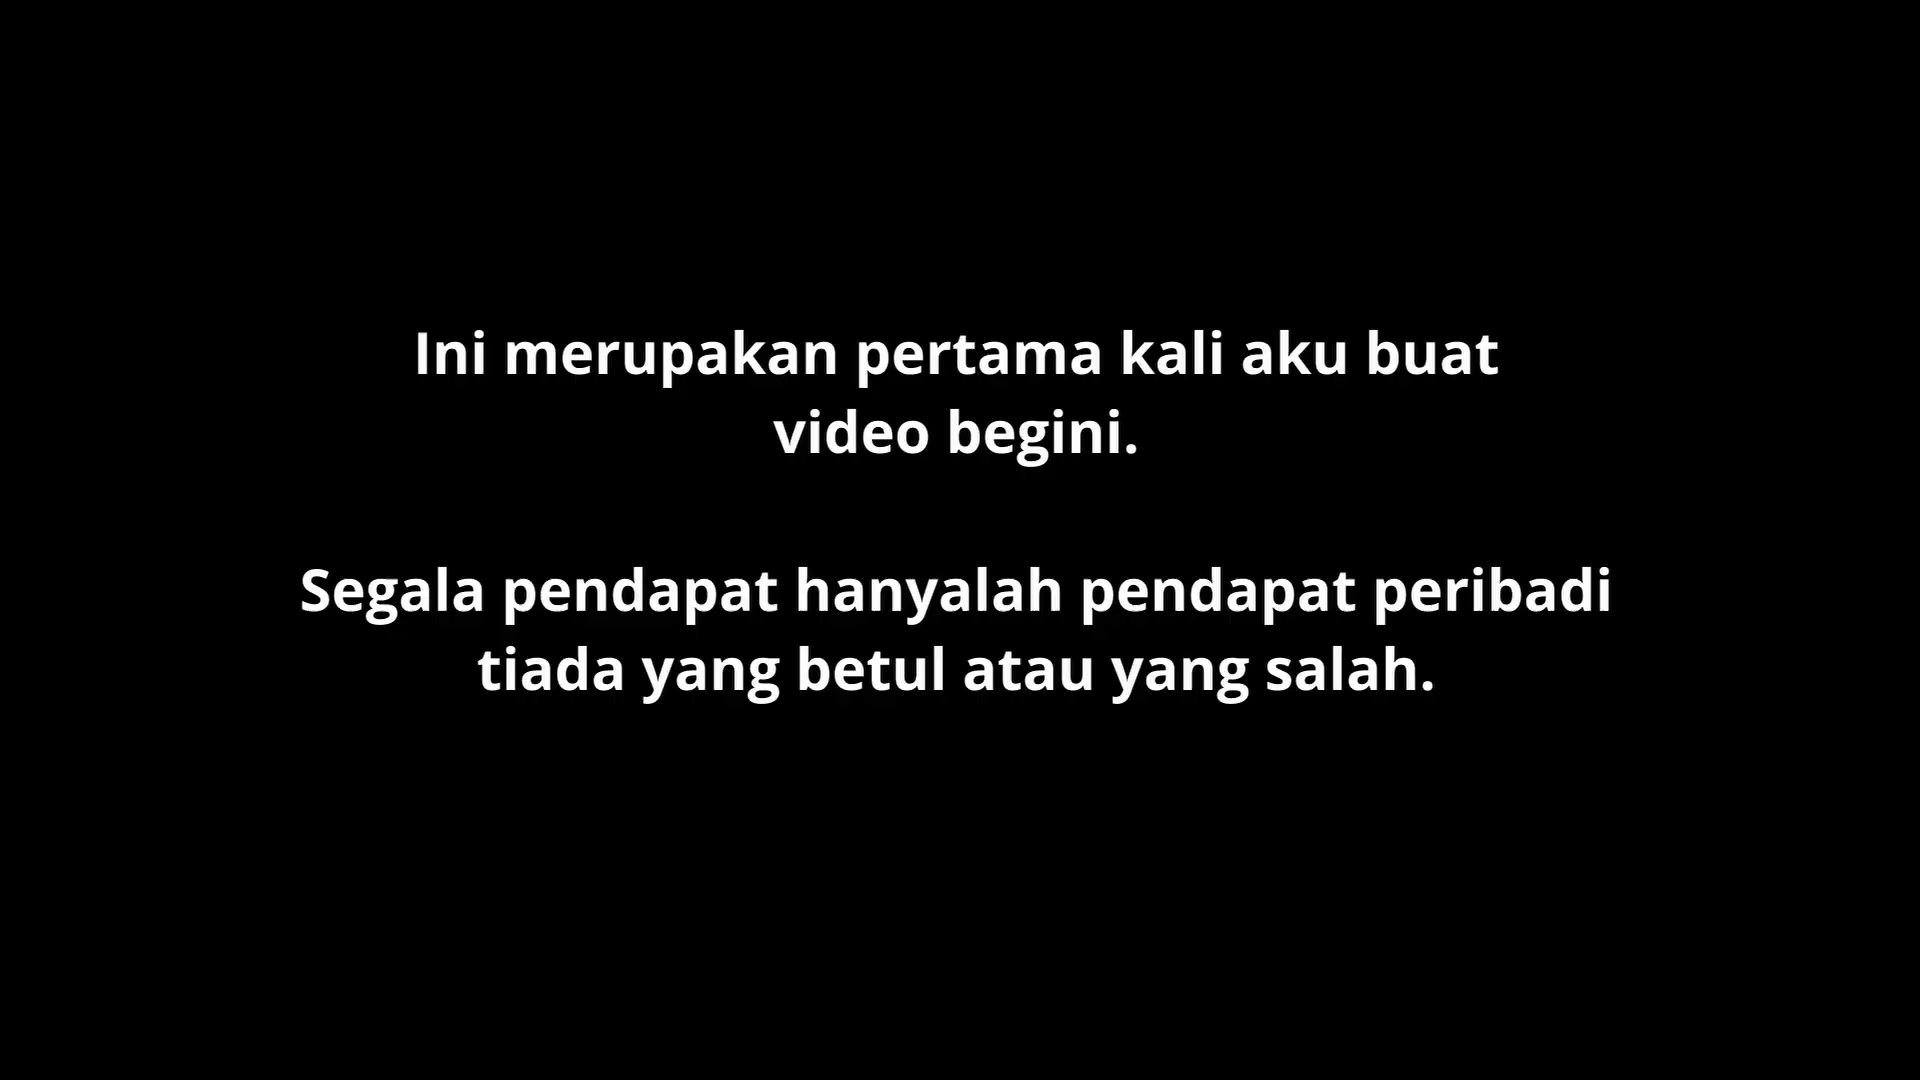 Ini merupakan pertama kali aku buat
video begini.
Segala pendapat hanyalah pendapat peribadi
tiada yang betul atau yang salah.